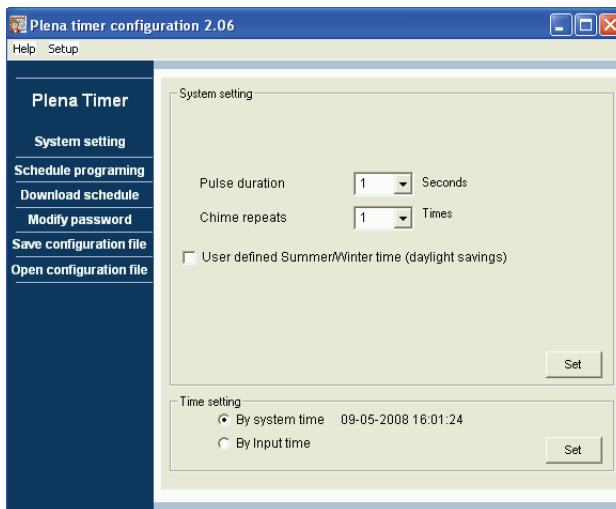 Plena timer configuration 2.06
Help Setup
Plena Timer
System setting
Schedule programing
Download schedule
Modify password
Save configuration file
Open configuration file
System setting
Pulse duration 1 Seconds
Chime repeats 1 Times
User defined Summer/Winter time (daylight savings)
Set
Time setting
By system time 09-05-2008 16:01:24
By Input time
Set